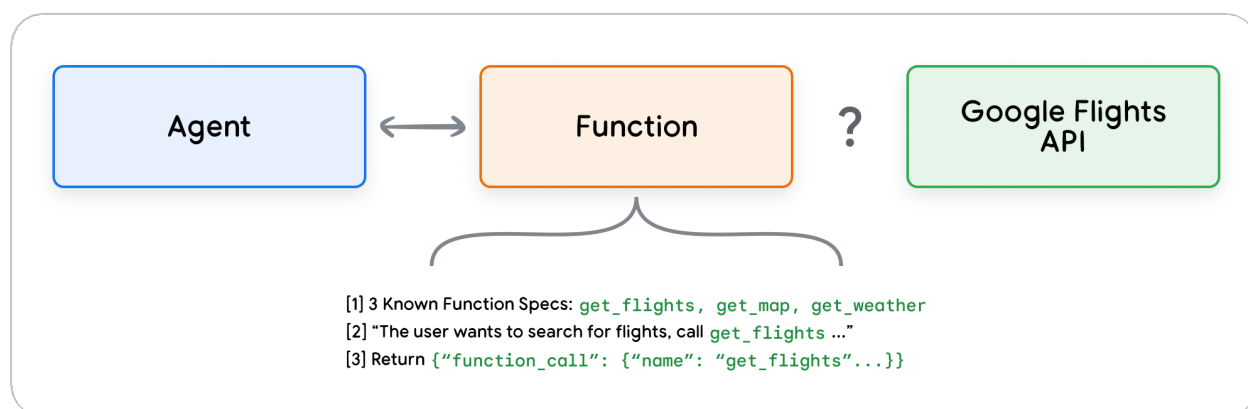 Agent
Function
?
Google Flights
API
[1] 3 Known Function Specs: get_flights, get_map, get_weather
[2] “The user wants to search for flights, call get_flights ...”
[3] Return {“function_call”: {“name”: “get_flights”...}}